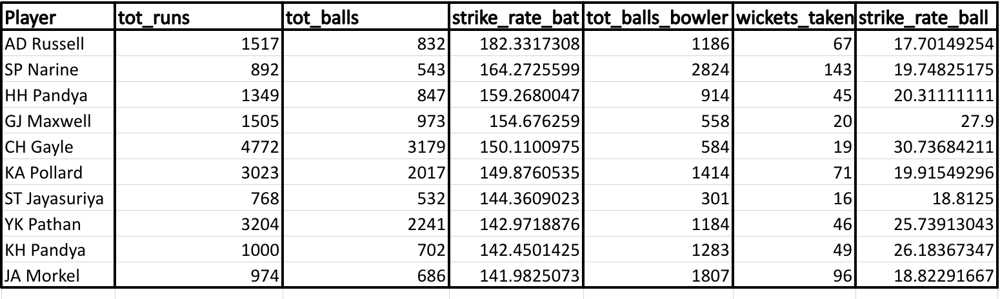 Player tot_runs tot_balls strike_rate_bat tot_balls_bowler wickets_taken strike_rate_ball
AD Russell 1517 832 182.3317308 1186 67 17.70149254
SP Narine 892 543 164.2725599 2824 143 19.74825175
HH Pandya 1349 847 159.2680047 914 45 20.31111111
GJ Maxwell 1505 973 154.676259 558 20 27.9
CH Gayle 4772 3179 150.1100975 584 19 30.73684211
KA Pollard 3023 2017 149.8760535 1414 71 19.91549296
ST Jayasuriya 768 532 144.3609023 301 16 18.8125
YK Pathan 3204 2241 142.9718876 1184 46 25.73913043
KH Pandya 1000 702 142.4501425 1283 49 26.18367347
JA Morkel 974 686 141.9825073 1807 96 18.82291667